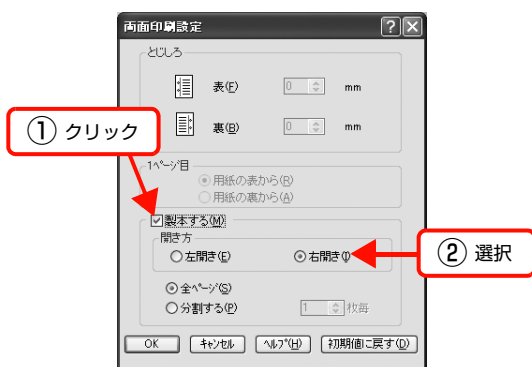 両面印刷設定
とじしろ
表(F) 0 mm
裏(B) 0 mm
① クリック
1ページ目
用紙の表から(R)
用紙の裏から(A)
製本する(M)
開き方
左開き(E) 右開き(I)
② 選択
全ページ(S)
分割する(P) 1 枚毎
OK キャンセル ヘルプ(H) 初期値に戻す(D)